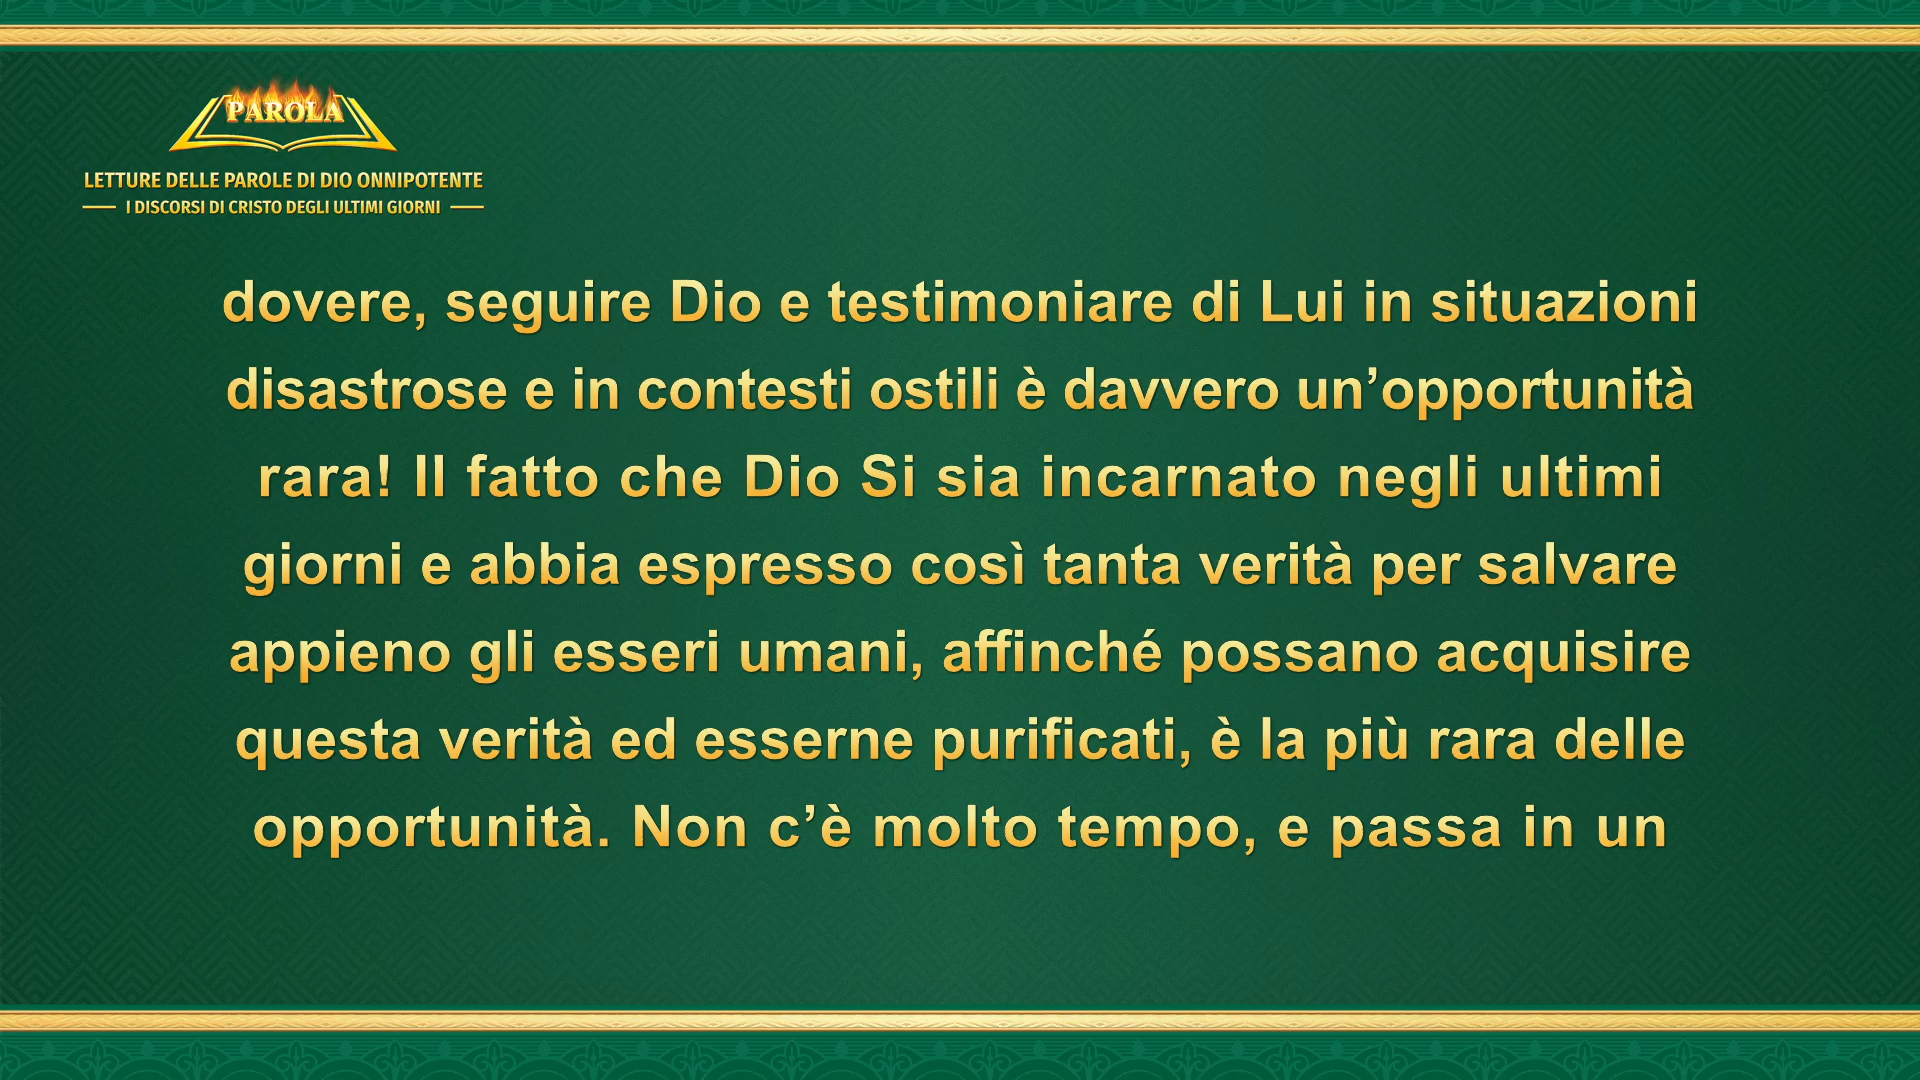 PAROLA
LETTURE DELLE PAROLE DI DIO ONNIPOTENTE
I DISCORSI DI CRISTO DEGLI ULTIMI GIORNI
dovere, seguire Dio e testimoniare di Lui in situazioni
disastrose e in contesti ostili è davvero un’opportunità
rara! Il fatto che Dio Si sia incarnato negli ultimi
giorni e abbia espresso così tanta verità per salvare
appieno gli esseri umani, affinché possano acquisire
questa verità ed esserne purificati, è la più rara delle
opportunità. Non c’è molto tempo, e passa in un